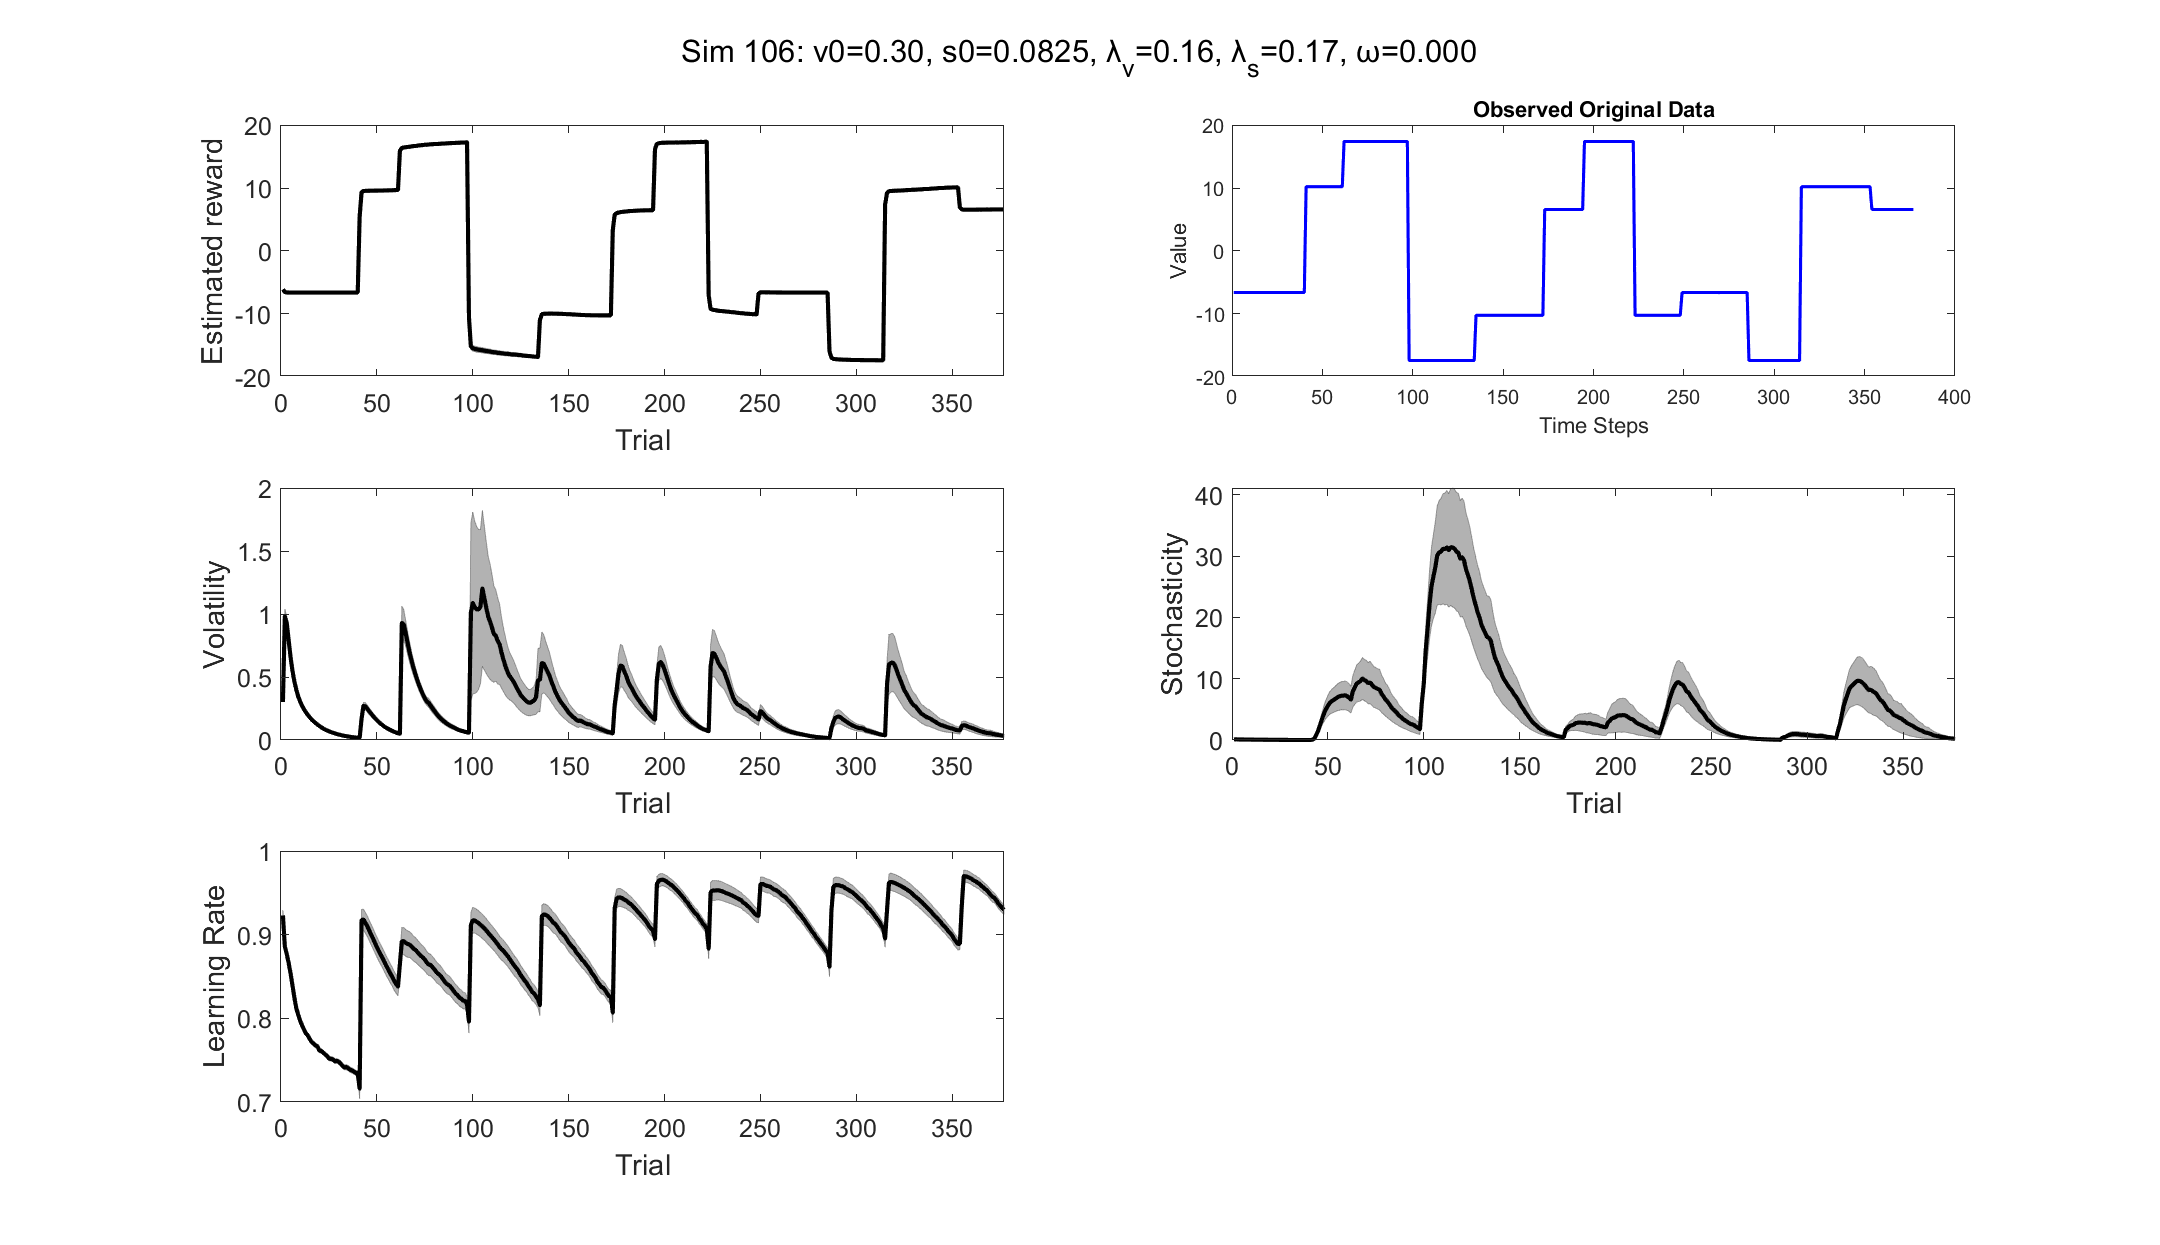 Sim 106: v0=0.30, s0=0.0825, λ_v=0.16, λ_s=0.17, ω=0.000
Estimated reward
20
10
0
-10
-20
0 50 100 150 200 250 300 350
Trial
Observed Original Data
Value
20
10
0
-10
-20
0 50 100 150 200 250 300 350 400
Time Steps
Volatility
2
1.5
1
0.5
0
0 50 100 150 200 250 300 350
Trial
Stochasticity
40
30
20
10
0
0 50 100 150 200 250 300 350
Trial
Learning Rate
1
0.9
0.8
0.7
0 50 100 150 200 250 300 350
Trial